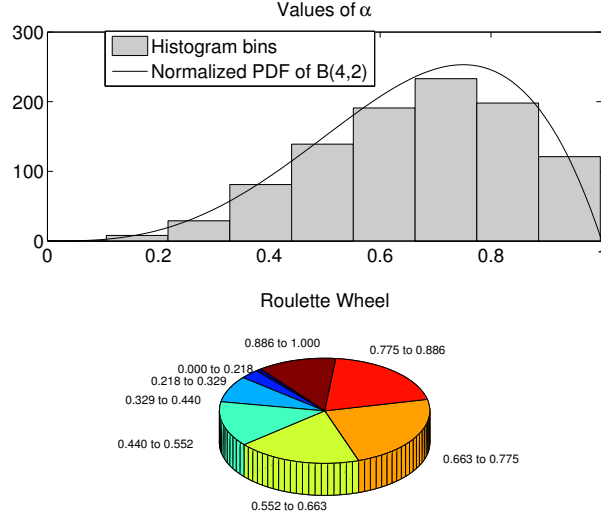 Values of α
300
200
100
0
Histogram bins
Normalized PDF of B(4,2)
0
0.2
0.4
0.6
0.8
1
Roulette Wheel
0.886 to 1.000
0.775 to 0.886
0.000 to 0.218
0.218 to 0.329
0.329 to 0.440
0.440 to 0.552
0.663 to 0.775
0.552 to 0.663